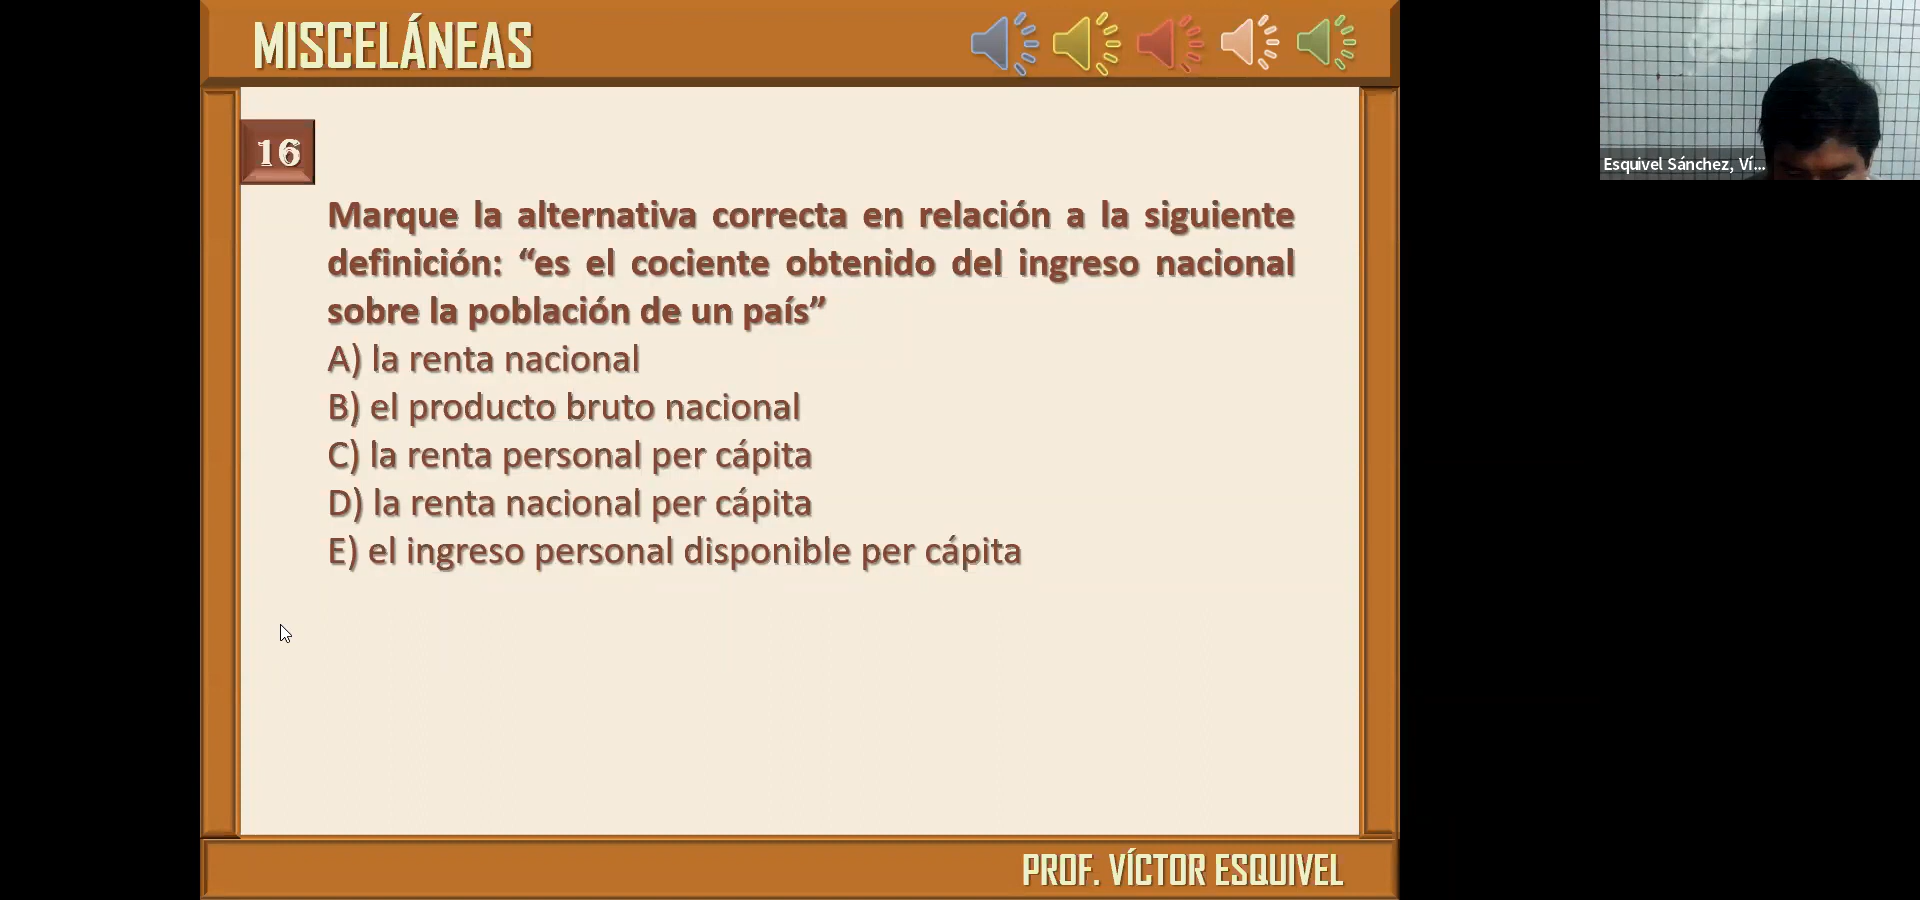 MISCELÁNEAS
16
Marque la alternativa correcta en relación a la siguiente
definición: “es el cociente obtenido del ingreso nacional
sobre la población de un país”
A) la renta nacional
B) el producto bruto nacional
C) la renta personal per cápita
D) la renta nacional per cápita
E) el ingreso personal disponible per cápita
PROF. VÍCTOR ESQUIVEL
Esquivel Sánchez, Ví...